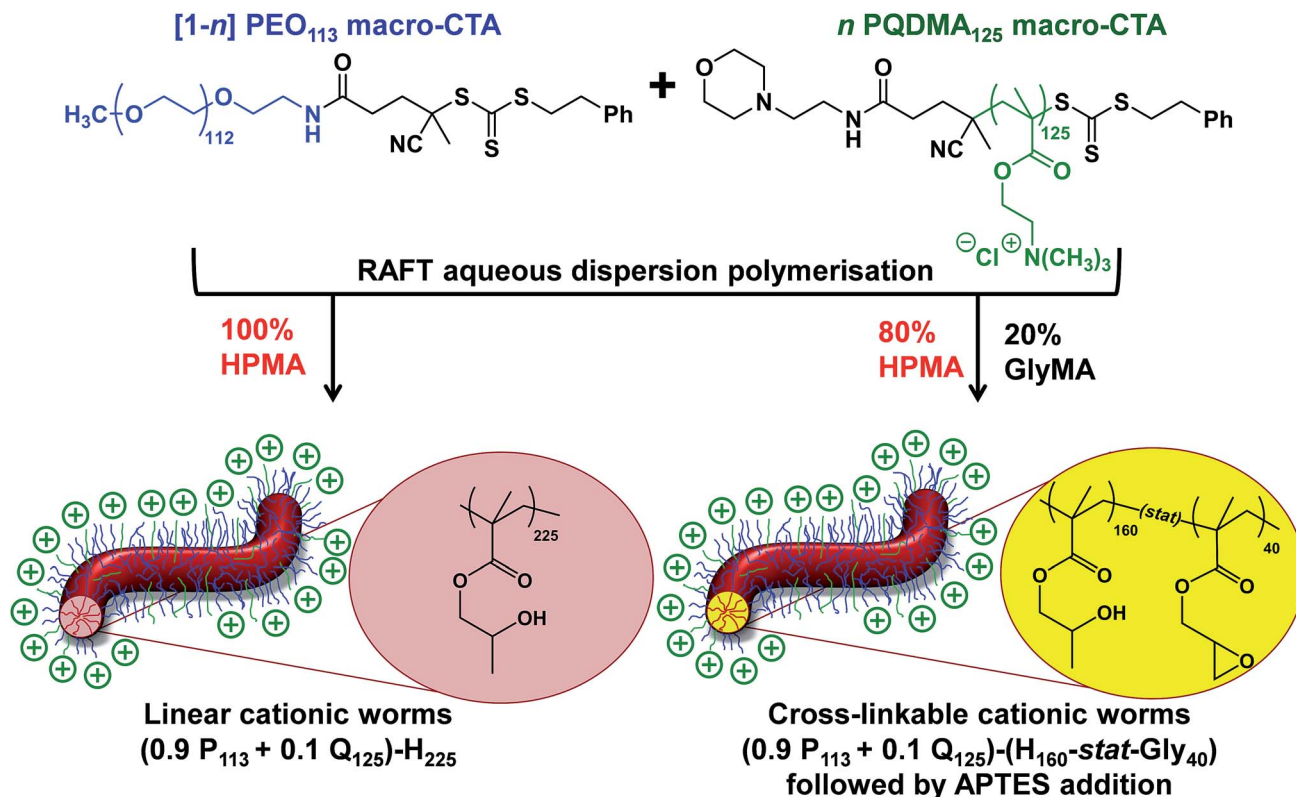 [1-n] PEO113 macro-CTA
n PQDMA125 macro-CTA
H3C O 112 O N H O S S Ph NC S
O N N H O NC 125 S S Ph S O O
Cl N(CH3)3
RAFT aqueous dispersion polymerisation
100%
HPMA
80%
HPMA
20%
GlyMA
225
O O
OH
160 (stat) 40
O O O O
OH O
Linear cationic worms
(0.9 P113 + 0.1 Q125)-H225
Cross-linkable cationic worms
(0.9 P113 + 0.1 Q125)-(H160-stat-Gly40)
followed by APTES addition